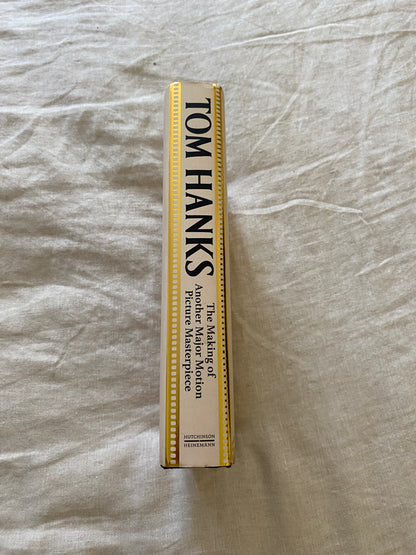 TOM HANKS
The Making of
Another Major Motion
Picture Masterpiece
HUTCHINSON
HEINEMANN